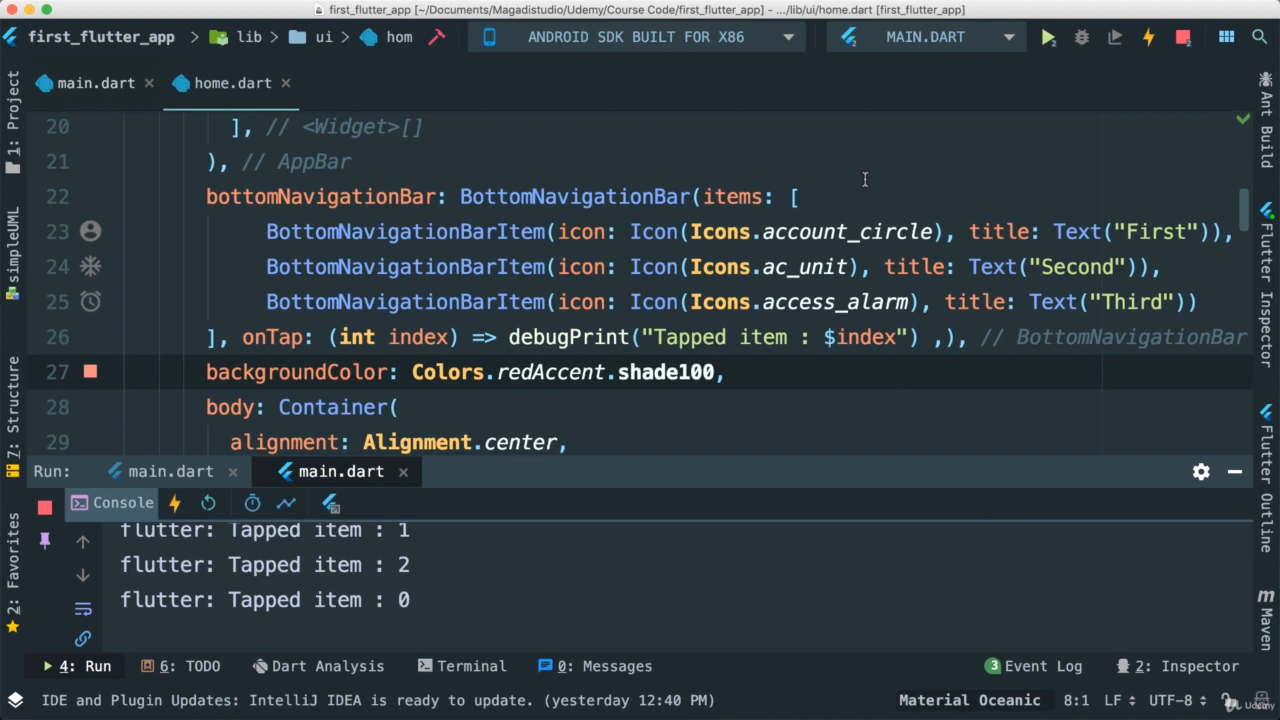 first_flutter_app [~/Documents/Magadistudio/Udemy/Course Code/first_flutter_app] - .../lib/ui/home.dart [first_flutter_app]
first_flutter_app > lib > ui > hom ANDROID SDK BUILT FOR X86 MAIN.DART
main.dart × home.dart ×
1: Project
simpleUML
7: Structure
2: Favorites
20 ], // <Widget>[]
21 ), // AppBar
22 bottomNavigationBar: BottomNavigationBar(items: [
23 BottomNavigationBarItem(icon: Icon(Icons.account_circle), title: Text("First")),
24 BottomNavigationBarItem(icon: Icon(Icons.ac_unit), title: Text("Second")),
25 BottomNavigationBarItem(icon: Icon(Icons.access_alarm), title: Text("Third"))
26 ], onTap: (int index) => debugPrint("Tapped item : $index") ,), // BottomNavigationBar
27 backgroundColor: Colors.redAccent.shade100,
28 body: Container(
29 alignment: Alignment.center,
Ant Build
Flutter Inspector
Flutter Outline
m Maven
Run: main.dart × main.dart ×
Console
flutter: Tapped item : 1
flutter: Tapped item : 2
flutter: Tapped item : 0
4: Run 6: TODO Dart Analysis Terminal 0: Messages 3 Event Log 2: Inspector
IDE and Plugin Updates: IntelliJ IDEA is ready to update. (yesterday 12:40 PM) Material Oceanic 8:1 LF UTF-8 Udemy